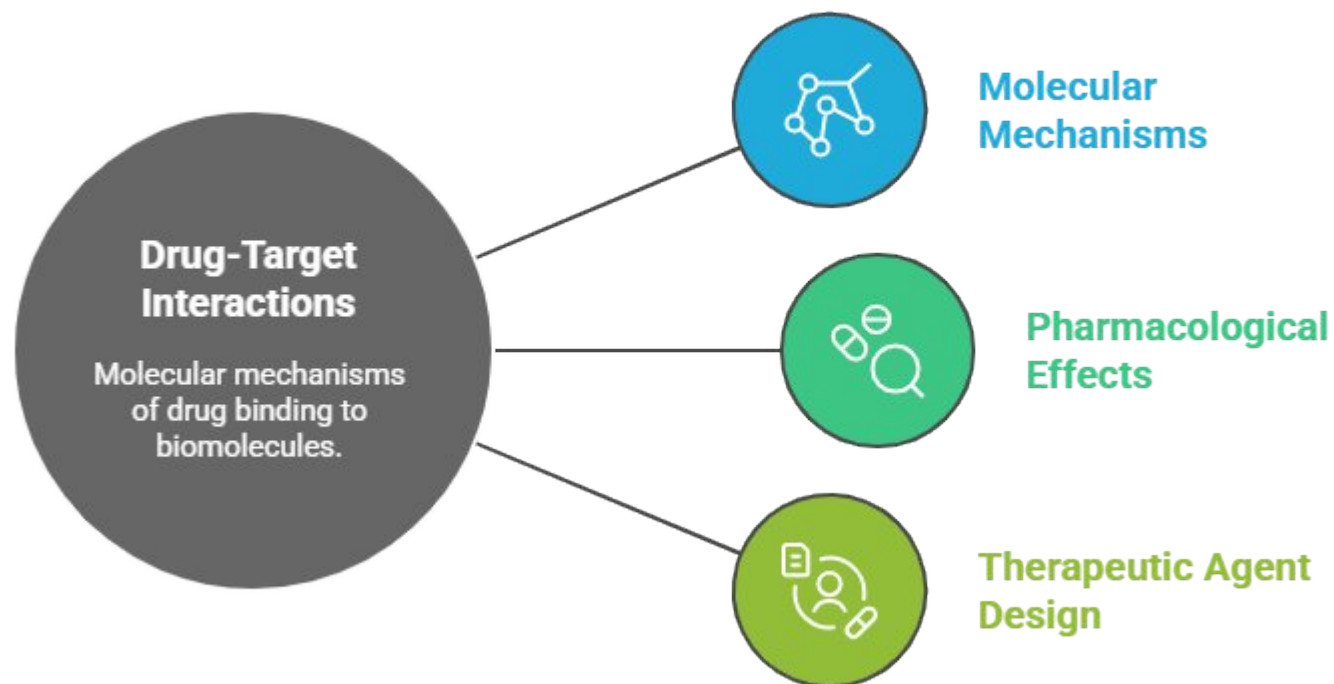 Drug-Target
Interactions
Molecular mechanisms
of drug binding to
biomolecules.
Molecular
Mechanisms
Pharmacological
Effects
Therapeutic Agent
Design